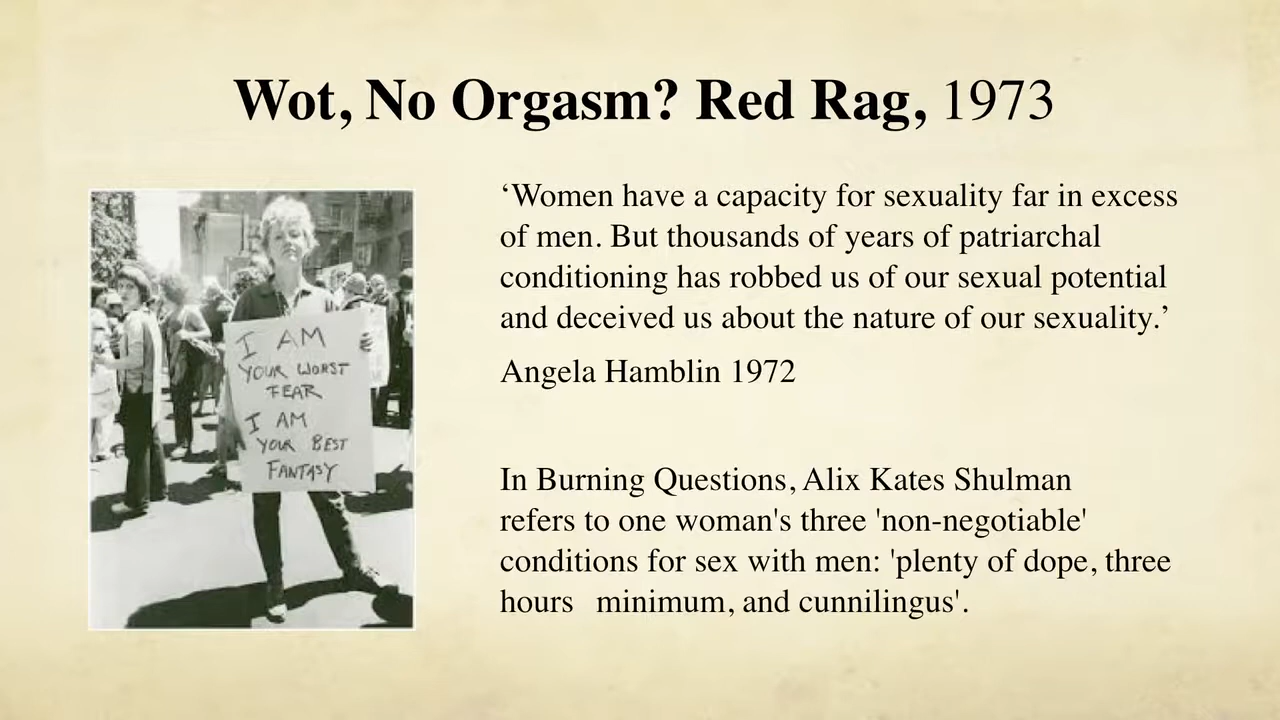 Wot, No Orgasm? Red Rag, 1973
‘Women have a capacity for sexuality far in excess
of men. But thousands of years of patriarchal
conditioning has robbed us of our sexual potential
and deceived us about the nature of our sexuality.’
Angela Hamblin 1972
In Burning Questions, Alix Kates Shulman
refers to one woman's three 'non-negotiable'
conditions for sex with men: 'plenty of dope, three
hours minimum, and cunnilingus'.
I AM
YOUR WORST
FEAR
I AM
YOUR BEST
FANTASY